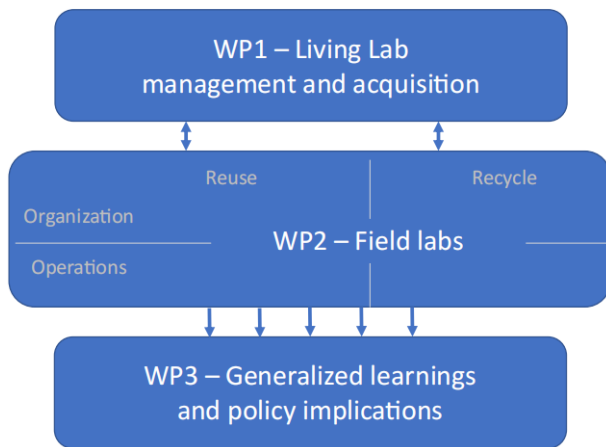 WP1 – Living Lab
management and acquisition
Reuse
Recycle
Organization
WP2 – Field labs
Operations
WP3 – Generalized learnings
and policy implications